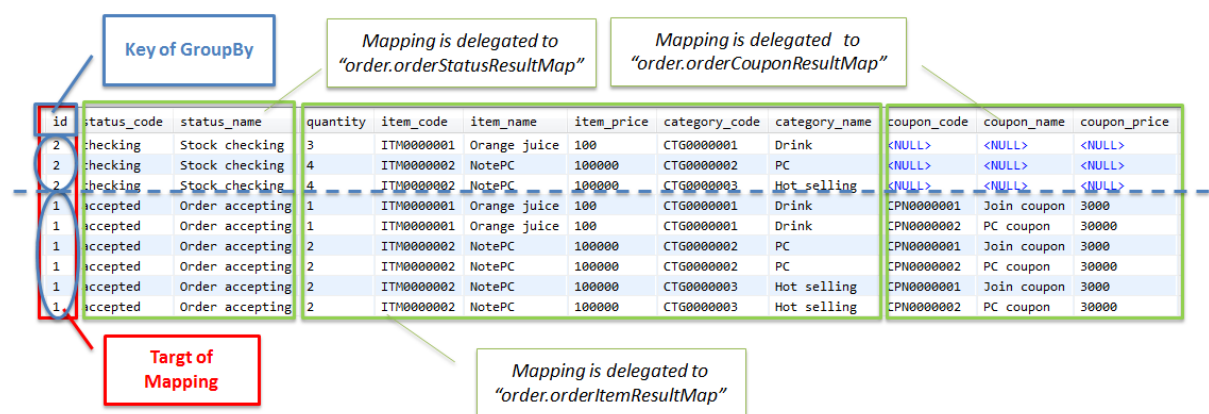 Key of GroupBy
Mapping is delegated to
“order.orderStatusResultMap”
Mapping is delegated to
“order.orderCouponResultMap”
id status_code status_name quantity item_code item_name item_price category_code category_name coupon_code coupon_name coupon_price
2 checking Stock checking 3 ITM0000001 Orange juice 100 CTG0000001 Drink <NULL> <NULL> <NULL>
2 checking Stock checking 4 ITM0000002 NotePC 100000 CTG0000002 PC <NULL> <NULL> <NULL>
2 checking Stock checking 4 ITM0000002 NotePC 100000 CTG0000003 Hot selling <NULL> <NULL> <NULL>
1 accepted Order accepting 1 ITM0000001 Orange juice 100 CTG0000001 Drink CPN0000001 Join coupon 3000
1 accepted Order accepting 1 ITM0000001 Orange juice 100 CTG0000001 Drink CPN0000002 PC coupon 30000
1 accepted Order accepting 2 ITM0000002 NotePC 100000 CTG0000002 PC CPN0000001 Join coupon 3000
1 accepted Order accepting 2 ITM0000002 NotePC 100000 CTG0000002 PC CPN0000002 PC coupon 30000
1 accepted Order accepting 2 ITM0000002 NotePC 100000 CTG0000003 Hot selling CPN0000001 Join coupon 3000
1 accepted Order accepting 2 ITM0000002 NotePC 100000 CTG0000003 Hot selling CPN0000002 PC coupon 30000
Targt of
Mapping
Mapping is delegated to
“order.orderItemResultMap”